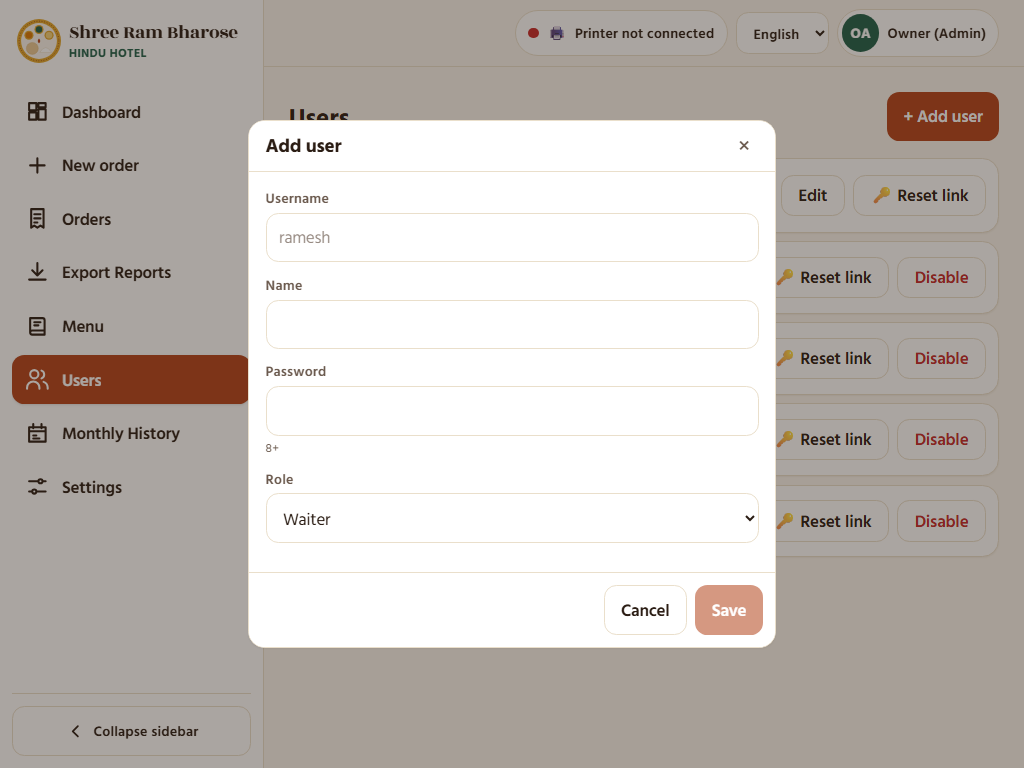 Shree Ram Bharose
HINDU HOTEL
Printer not connected
English
OA
Owner (Admin)
Dashboard
New order
Orders
Export Reports
Menu
Users
Monthly History
Settings
Collapse sidebar
Users
+ Add user
Edit
Reset link
Reset link
Disable
Reset link
Disable
Reset link
Disable
Reset link
Disable
Add user
×
Username
ramesh
Name
Password
8+
Role
Waiter
Cancel
Save